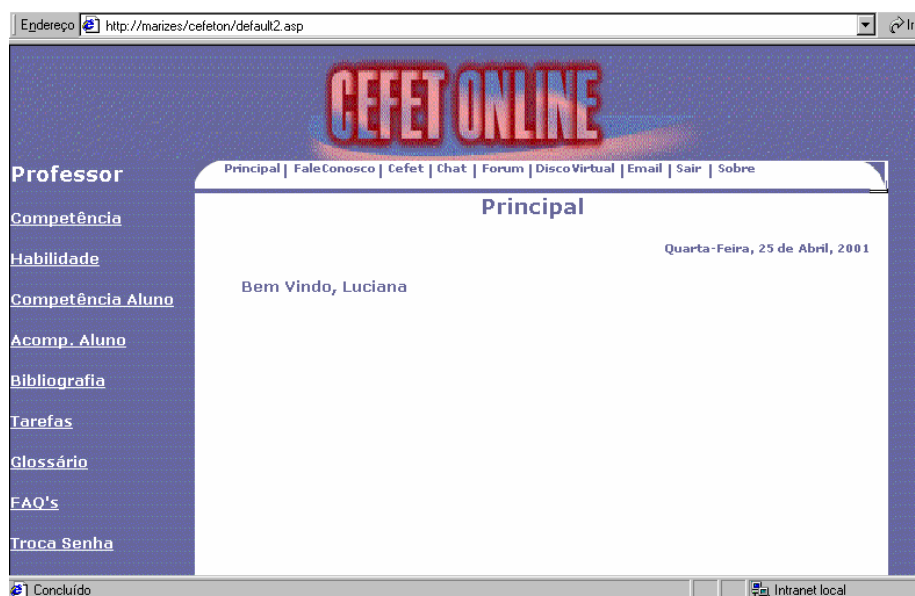 Endereço http://marizes/cefeton/default2.asp Ir
CEFET ONLINE
Professor
Principal | FaleConosco | Cefet | Chat | Forum | DiscoVirtual | Email | Sair | Sobre
Principal
Competência
Quarta-Feira, 25 de Abril, 2001
Habilidade
Bem Vindo, Luciana
Competência Aluno
Acomp. Aluno
Bibliografia
Tarefas
Glossário
FAQ's
Troca Senha
Concluído Intranet local